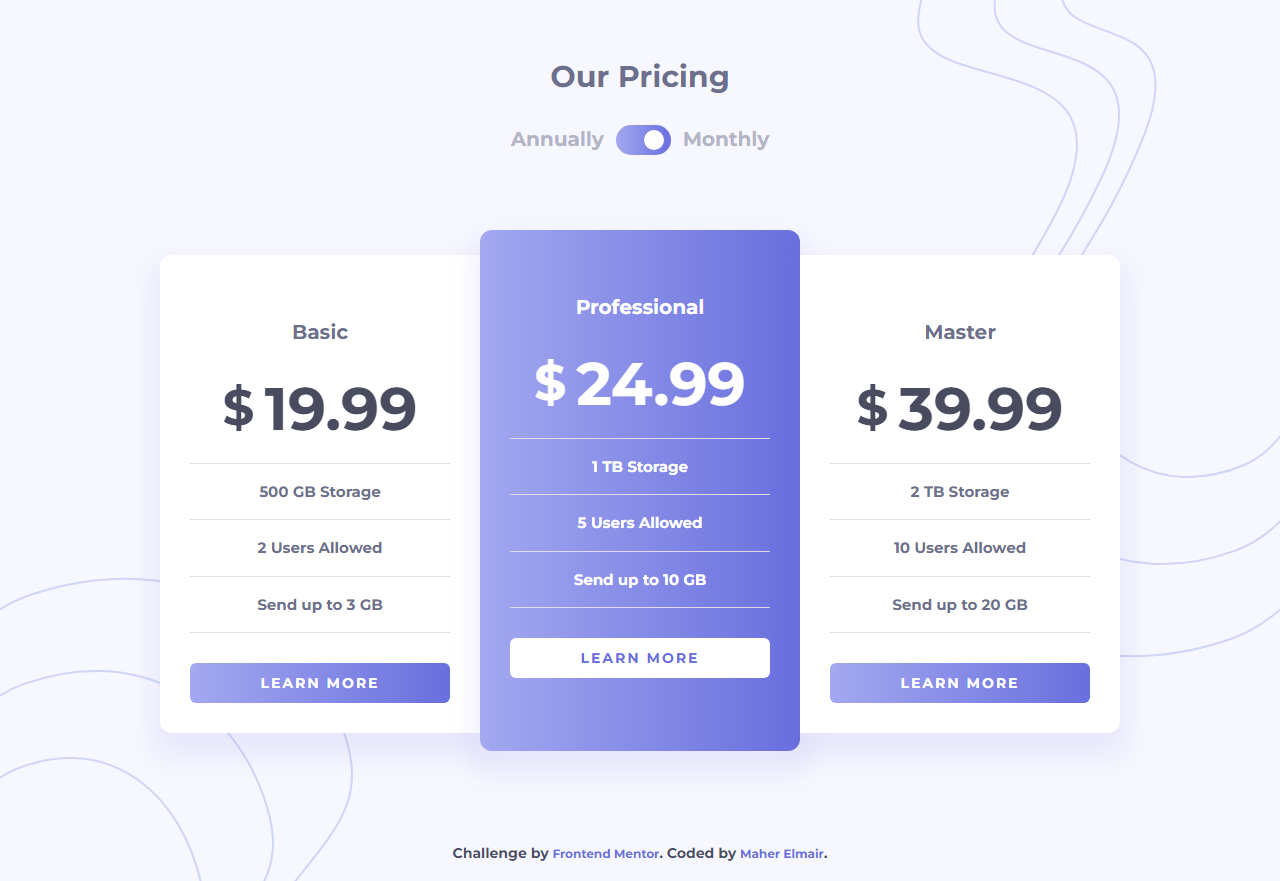 Our Pricing
Annually Monthly
Basic
$ 19.99
500 GB Storage
2 Users Allowed
Send up to 3 GB
LEARN MORE
Professional
$ 24.99
1 TB Storage
5 Users Allowed
Send up to 10 GB
LEARN MORE
Master
$ 39.99
2 TB Storage
10 Users Allowed
Send up to 20 GB
LEARN MORE
Challenge by Frontend Mentor. Coded by Maher Elmair.